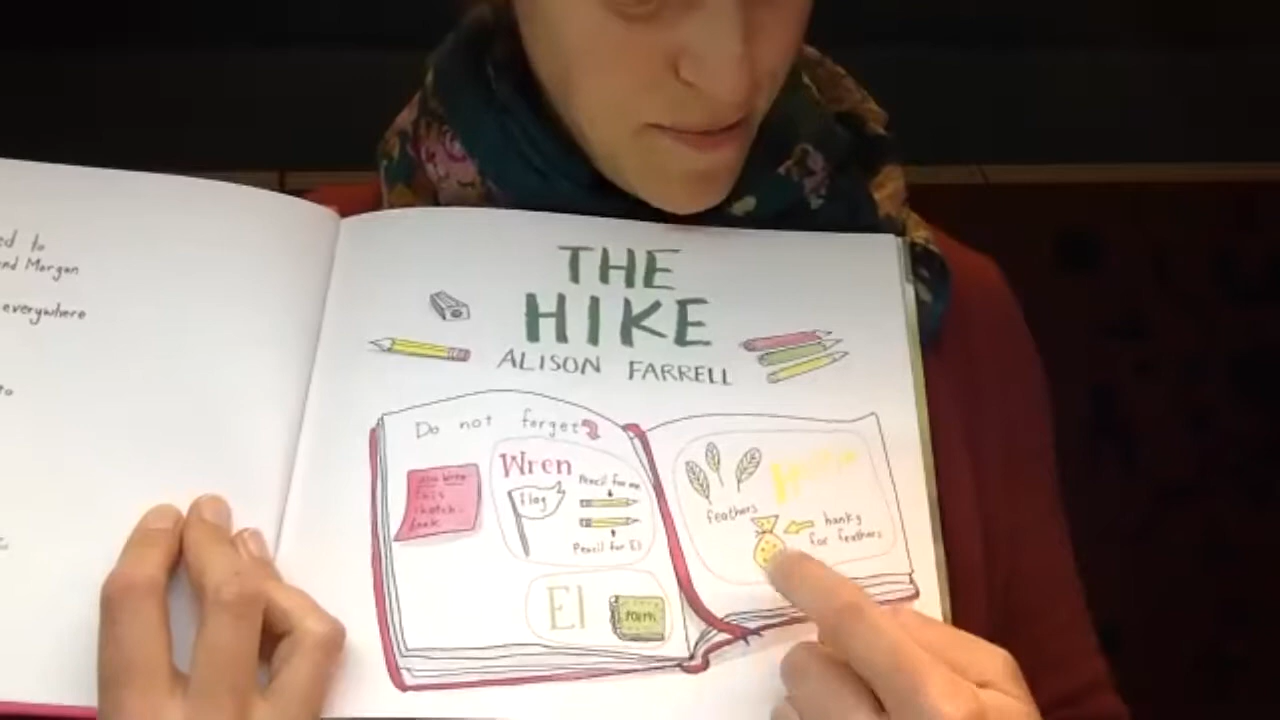 ed to
nd Morgan
everywhere
to
THE
HIKE
ALISON FARRELL
Do not forget
Wren
flag
Pencil for me
Pencil for El
El
feathers
hanky
for feathers